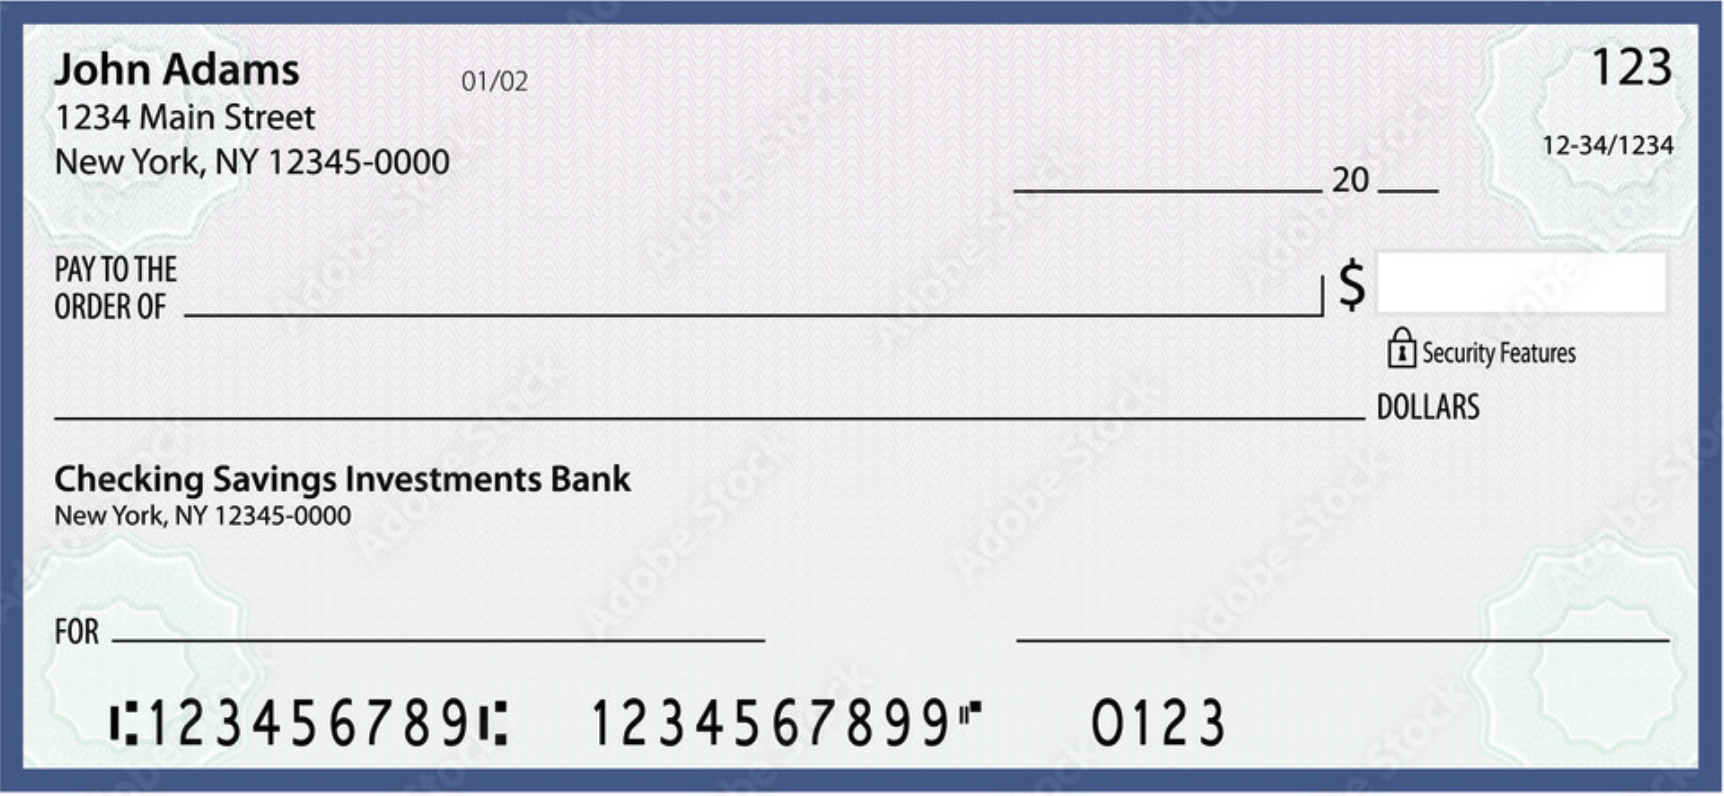 John Adams 01/02 123
1234 Main Street
12-34/1234
New York, NY 12345-0000
20
PAY TO THE
ORDER OF $
Security Features
DOLLARS
Checking Savings Investments Bank
New York, NY 12345-0000
FOR
⑆123456789⑆ 1234567899⑈ 0123
Adobe Stock